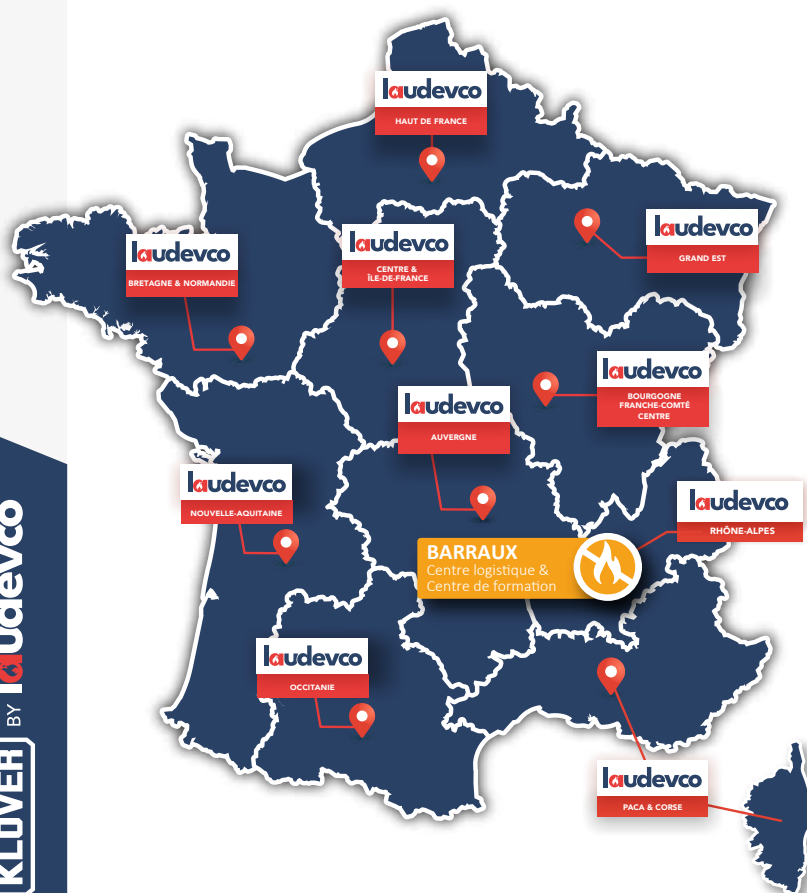 laudevco
HAUT DE FRANCE
laudevco
GRAND EST
laudevco
CENTRE &
ÎLE-DE-FRANCE
laudevco
BRETAGNE & NORMANDIE
laudevco
BOURGOGNE
FRANCHE-COMTÉ
CENTRE
laudevco
AUVERGNE
laudevco
NOUVELLE-AQUITAINE
laudevco
RHÔNE-ALPES
BARRAUX
Centre logistique &
Centre de formation
laudevco
OCCITANIE
laudevco
PACA & CORSE
KLÜVER BY laudevco